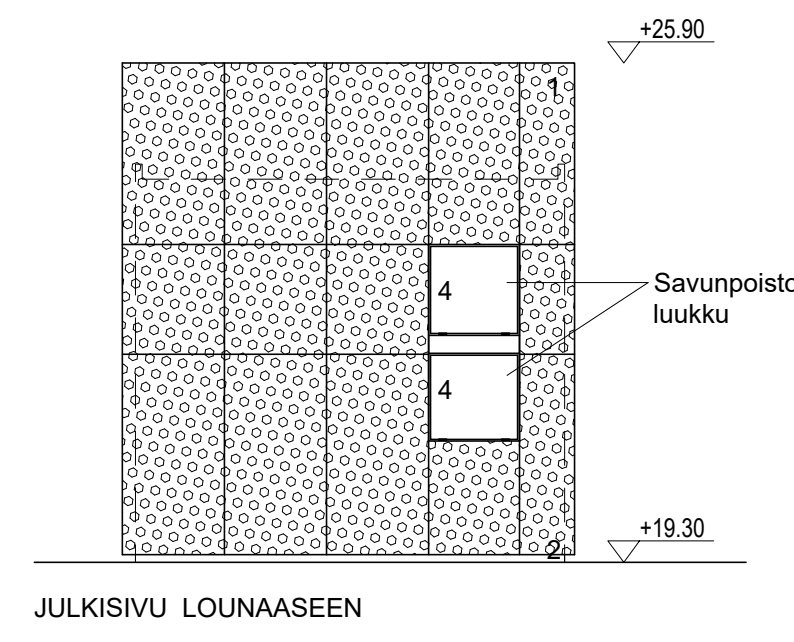 +25.90
1
4
Savunpoisto
luukku
4
+19.30
2
JULKISIVU LOUNAASEEN